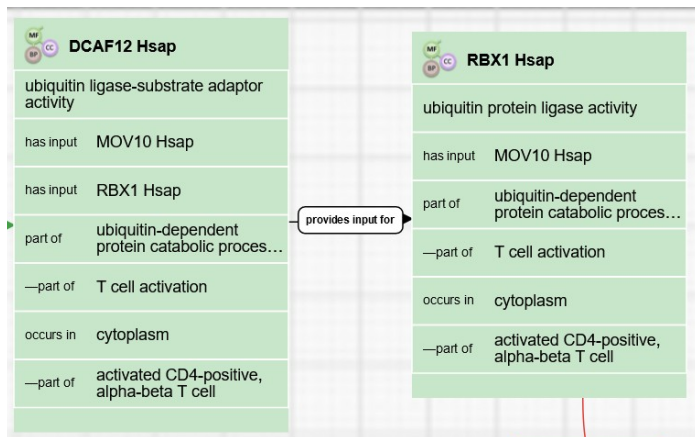 MF
CC
BP
DCAF12 Hsap
ubiquitin ligase-substrate adaptor
activity
has input MOV10 Hsap
has input RBX1 Hsap
part of ubiquitin-dependent
protein catabolic proces...
—part of T cell activation
occurs in cytoplasm
—part of activated CD4-positive,
alpha-beta T cell
provides input for
MF
CC
BP
RBX1 Hsap
ubiquitin protein ligase activity
has input MOV10 Hsap
part of ubiquitin-dependent
protein catabolic proces...
—part of T cell activation
occurs in cytoplasm
—part of activated CD4-positive,
alpha-beta T cell